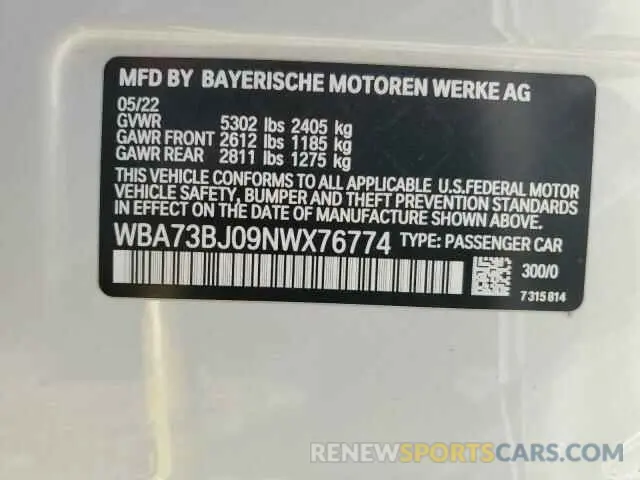 MFD BY BAYERISCHE MOTOREN WERKE AG
05/22
GVWR 5302 lbs 2405 kg
GAWR FRONT 2612 lbs 1185 kg
GAWR REAR 2811 lbs 1275 kg
THIS VEHICLE CONFORMS TO ALL APPLICABLE U.S.FEDERAL MOTOR
VEHICLE SAFETY, BUMPER AND THEFT PREVENTION STANDARDS
IN EFFECT ON THE DATE OF MANUFACTURE SHOWN ABOVE.
WBA73BJ09NWX76774 TYPE: PASSENGER CAR
300/0
7315814
RENEWSPORTSCARS.COM